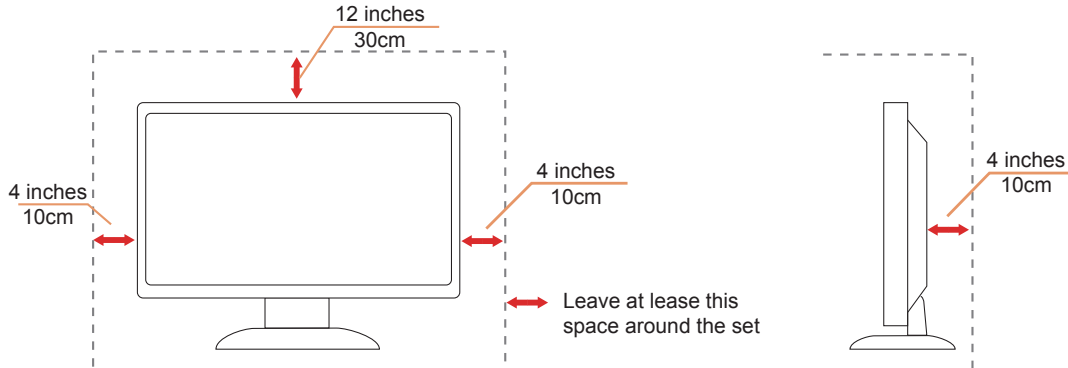 12 inches
30cm
4 inches
10cm
4 inches
10cm
Leave at lease this
space around the set
4 inches
10cm